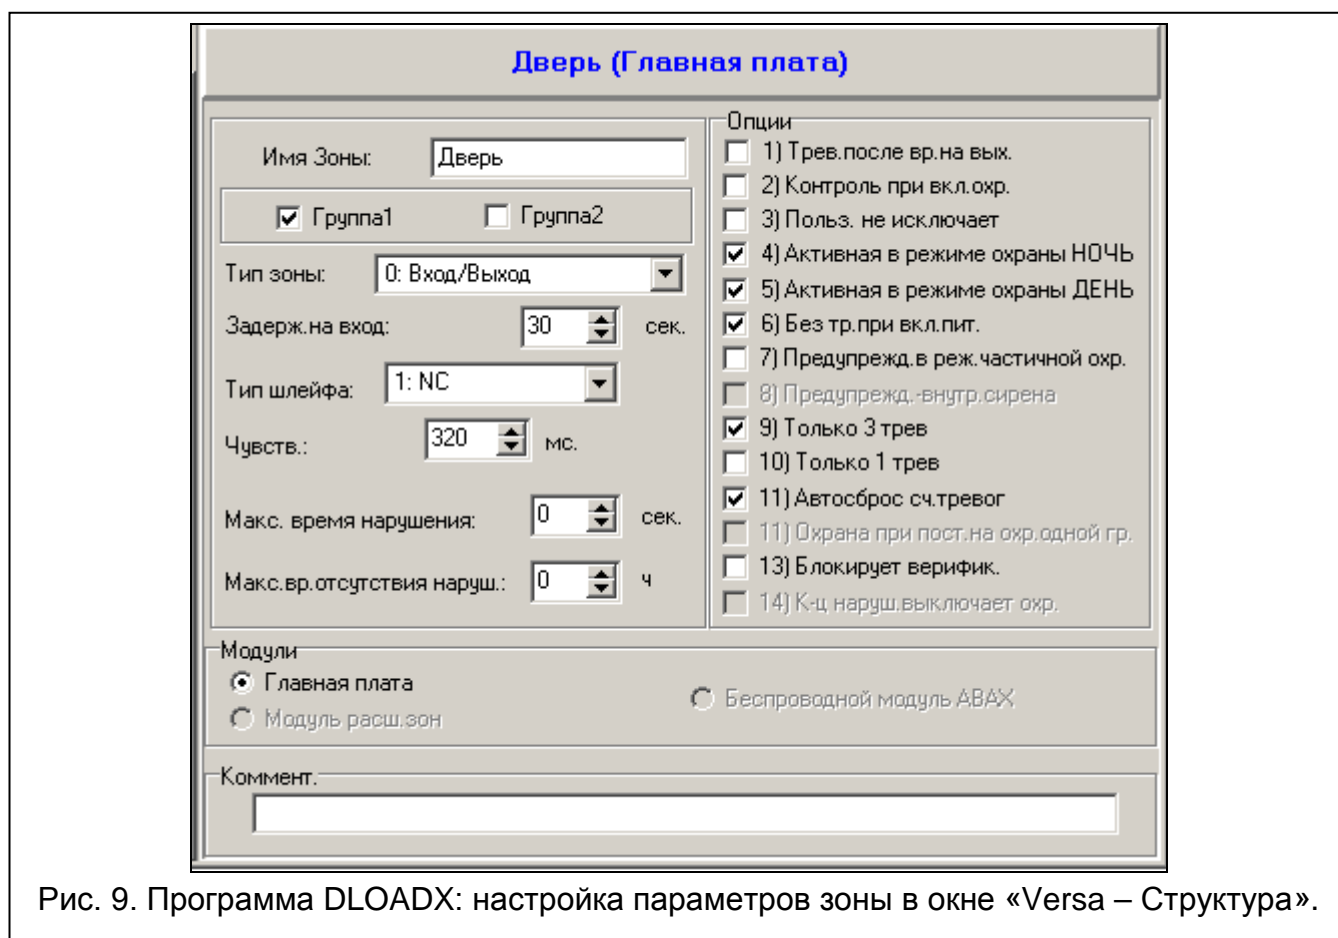 Дверь (Главная плата)
Имя Зоны: Дверь
Группа1 Группа2
Тип зоны: 0: Вход/Выход
Задерж.на вход: 30 сек.
Тип шлейфа: 1: NC
Чувств.: 320 мс.
Макс. время нарушения: 0 сек.
Макс.вр.отсутствия наруш.: 0 ч
Опции
1) Трев.после вр.на вых.
2) Контроль при вкл.охр.
3) Польз. не исключает
4) Активная в режиме охраны НОЧЬ
5) Активная в режиме охраны ДЕНЬ
6) Без тр.при вкл.пит.
7) Предупрежд.в реж.частичной охр.
8) Предупрежд.-внутр.сирена
9) Только 3 трев
10) Только 1 трев
11) Автосброс сч.тревог
11) Охрана при пост.на охр.одной гр.
13) Блокирует верифик.
14) К-ц наруш.выключает охр.
Модули
Главная плата
Модуль расш.зон
Беспроводной модуль ABAX
Коммент.
Рис. 9. Программа DLOADX: настройка параметров зоны в окне «Versa – Структура».